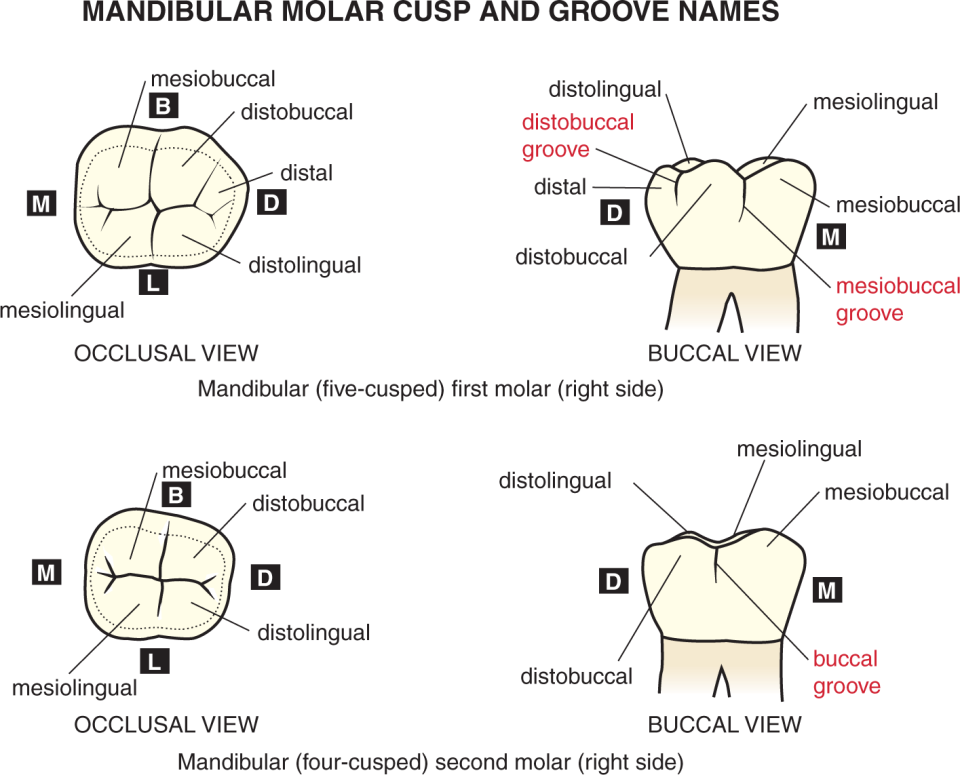 MANDIBULAR MOLAR CUSP AND GROOVE NAMES
mesiobuccal
B
distobuccal
distal
M
D
distolingual
L
mesiolingual
OCCLUSAL VIEW
distolingual
mesiolingual
distobuccal
groove
distal
D
mesiobuccal
M
distobuccal
mesiobuccal
groove
BUCCAL VIEW
Mandibular (five-cusped) first molar (right side)
mesiobuccal
B
distobuccal
M
D
distolingual
L
mesiolingual
OCCLUSAL VIEW
mesiolingual
distolingual
mesiobuccal
D
M
distobuccal
buccal
groove
BUCCAL VIEW
Mandibular (four-cusped) second molar (right side)